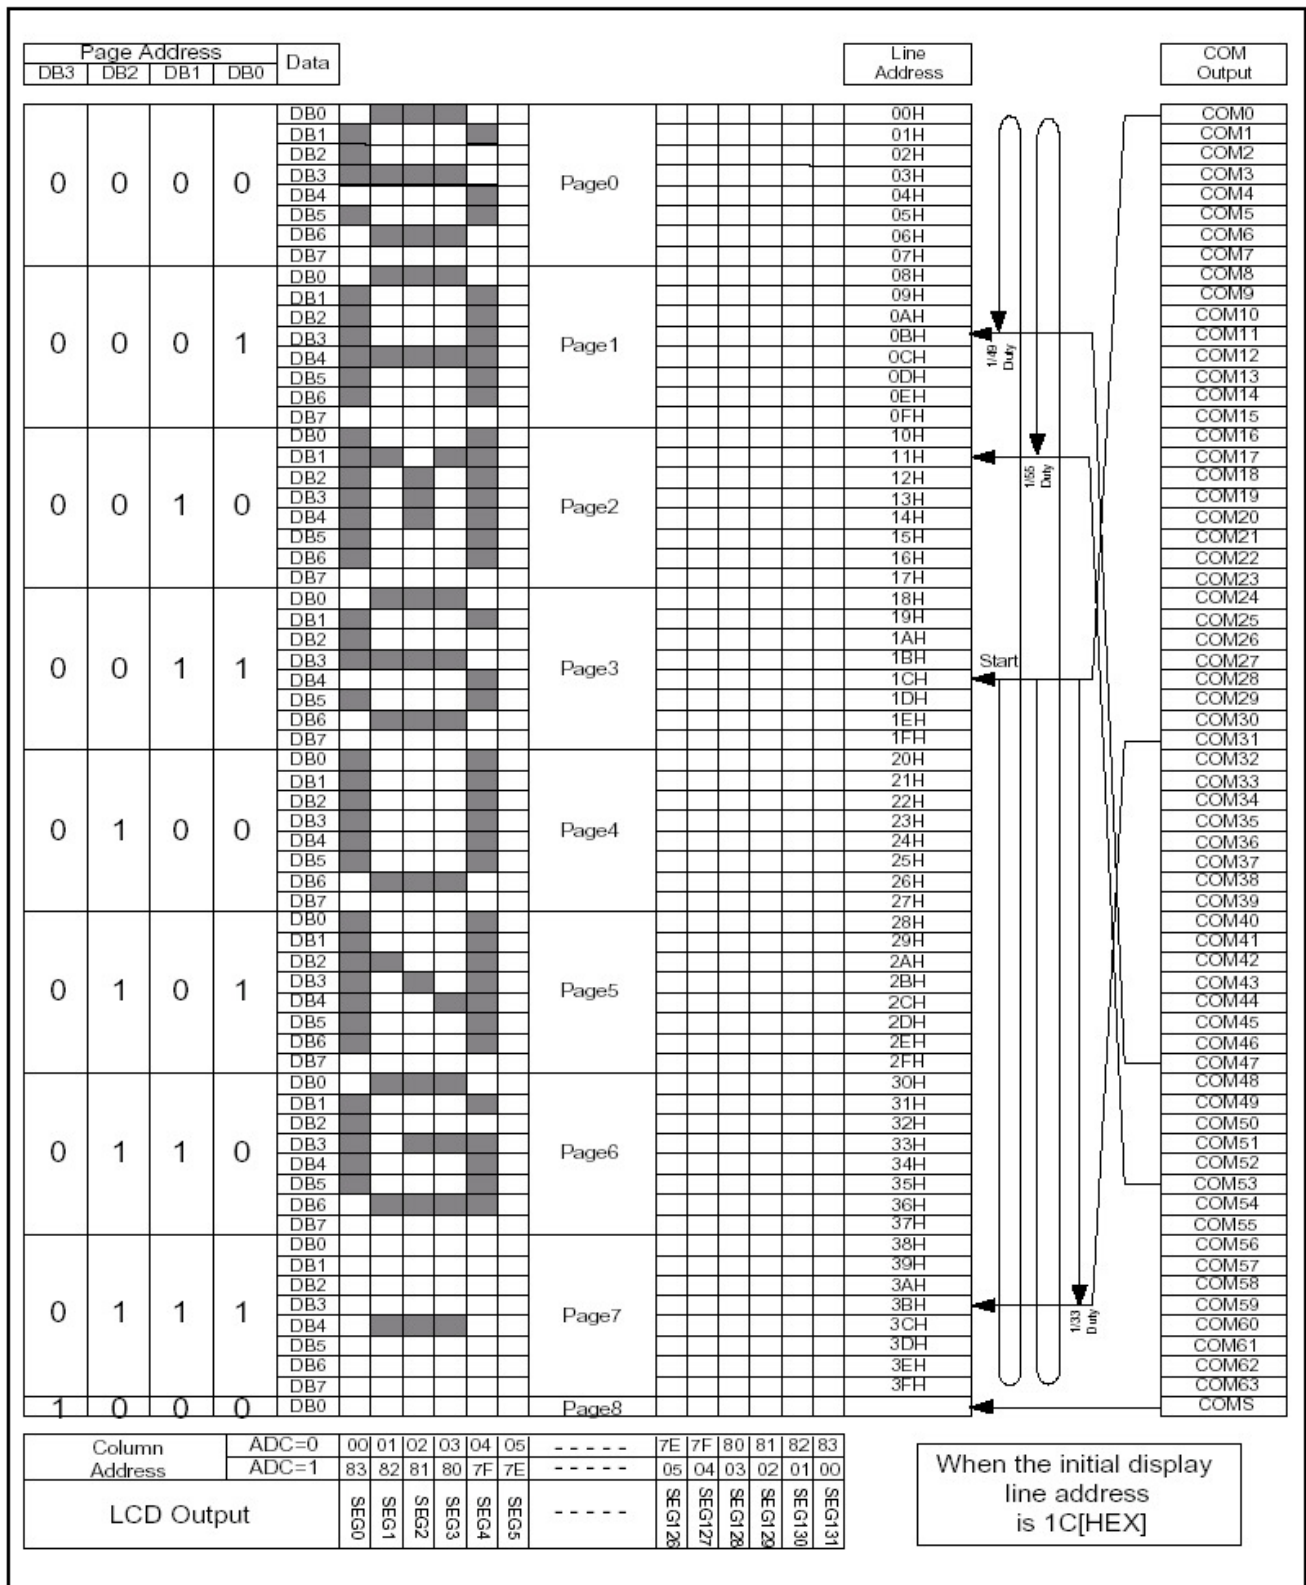 Page Address Data Line Address COM Output
DB3 DB2 DB1 DB0
0 0 0 0 Page0
DB0 00H COM0
DB1 01H COM1
DB2 02H COM2
DB3 03H COM3
DB4 04H COM4
DB5 05H COM5
DB6 06H COM6
DB7 07H COM7
0 0 0 1 Page1
DB0 08H COM8
DB1 09H COM9
DB2 0AH COM10
DB3 0BH COM11
DB4 0CH COM12
DB5 0DH COM13
DB6 0EH COM14
DB7 0FH COM15
1/49 Duty
0 0 1 0 Page2
DB0 10H COM16
DB1 11H COM17
DB2 12H COM18
DB3 13H COM19
DB4 14H COM20
DB5 15H COM21
DB6 16H COM22
DB7 17H COM23
1/55 Duty
0 0 1 1 Page3
DB0 18H COM24
DB1 19H COM25
DB2 1AH COM26
DB3 1BH Start COM27
DB4 1CH COM28
DB5 1DH COM29
DB6 1EH COM30
DB7 1FH COM31
0 1 0 0 Page4
DB0 20H COM32
DB1 21H COM33
DB2 22H COM34
DB3 23H COM35
DB4 24H COM36
DB5 25H COM37
DB6 26H COM38
DB7 27H COM39
0 1 0 1 Page5
DB0 28H COM40
DB1 29H COM41
DB2 2AH COM42
DB3 2BH COM43
DB4 2CH COM44
DB5 2DH COM45
DB6 2EH COM46
DB7 2FH COM47
0 1 1 0 Page6
DB0 30H COM48
DB1 31H COM49
DB2 32H COM50
DB3 33H COM51
DB4 34H COM52
DB5 35H COM53
DB6 36H COM54
DB7 37H COM55
0 1 1 1 Page7
DB0 38H COM56
DB1 39H COM57
DB2 3AH COM58
DB3 3BH COM59
DB4 3CH COM60
DB5 3DH COM61
DB6 3EH COM62
DB7 3FH COM63
1/33 Duty
1 0 0 0 DB0 Page8 COMS
Column Address
ADC=0 00 01 02 03 04 05 - - - - - 7E 7F 80 81 82 83
ADC=1 83 82 81 80 7F 7E - - - - - 05 04 03 02 01 00
LCD Output SEG0 SEG1 SEG2 SEG3 SEG4 SEG5 - - - - - SEG126 SEG127 SEG128 SEG129 SEG130 SEG131
When the initial display
line address
is 1C[HEX]